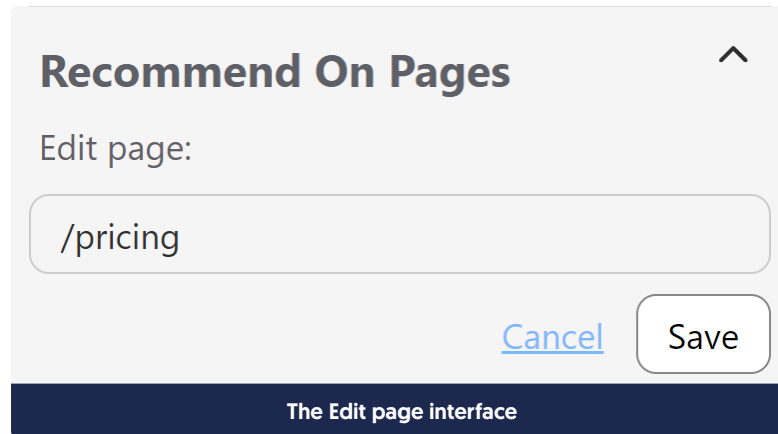 Recommend On Pages
Edit page:
/pricing
Cancel
Save
The Edit page interface